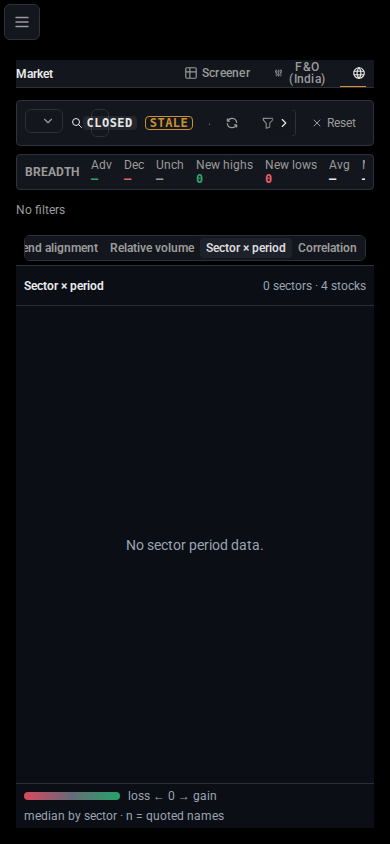 Market Screener F&O (India)
CLOSED STALE · Reset
BREADTH Adv Dec Unch New highs New lows Avg
– – – 0 0 –
No filters
end alignment Relative volume Sector × period Correlation
Sector × period 0 sectors · 4 stocks
No sector period data.
loss ← 0 → gain
median by sector · n = quoted names